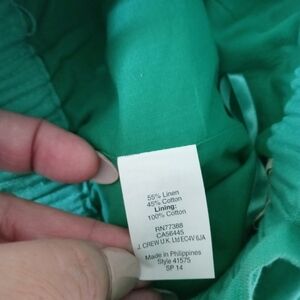 55% Linen
45% Cotton
Lining:
100% Cotton
RN77388
CA56445
J. CREW U.K. Ltd EC4V 6JA
Made in Philippines
Style 41575
SP 14